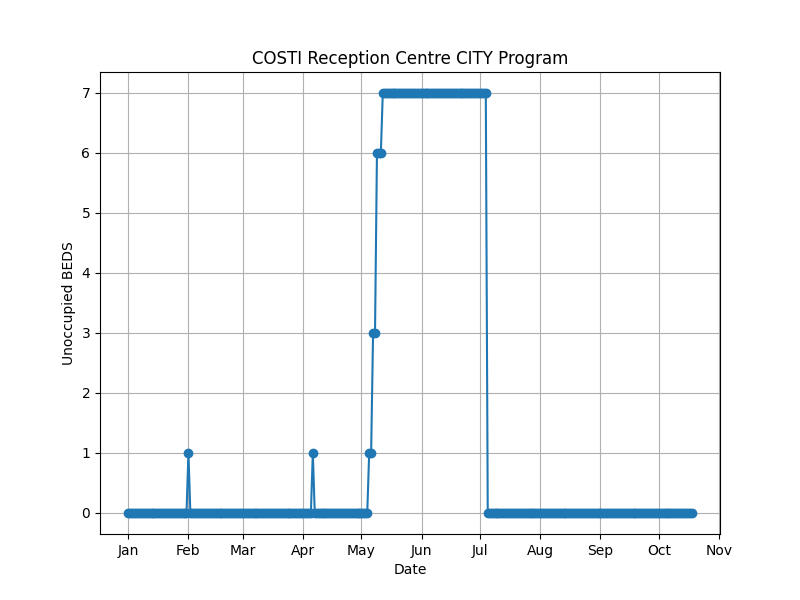 COSTI Reception Centre CITY Program
7
6
5
4
3
2
1
0
Unoccupied BEDS
Jan Feb Mar Apr May Jun Jul Aug Sep Oct Nov
Date